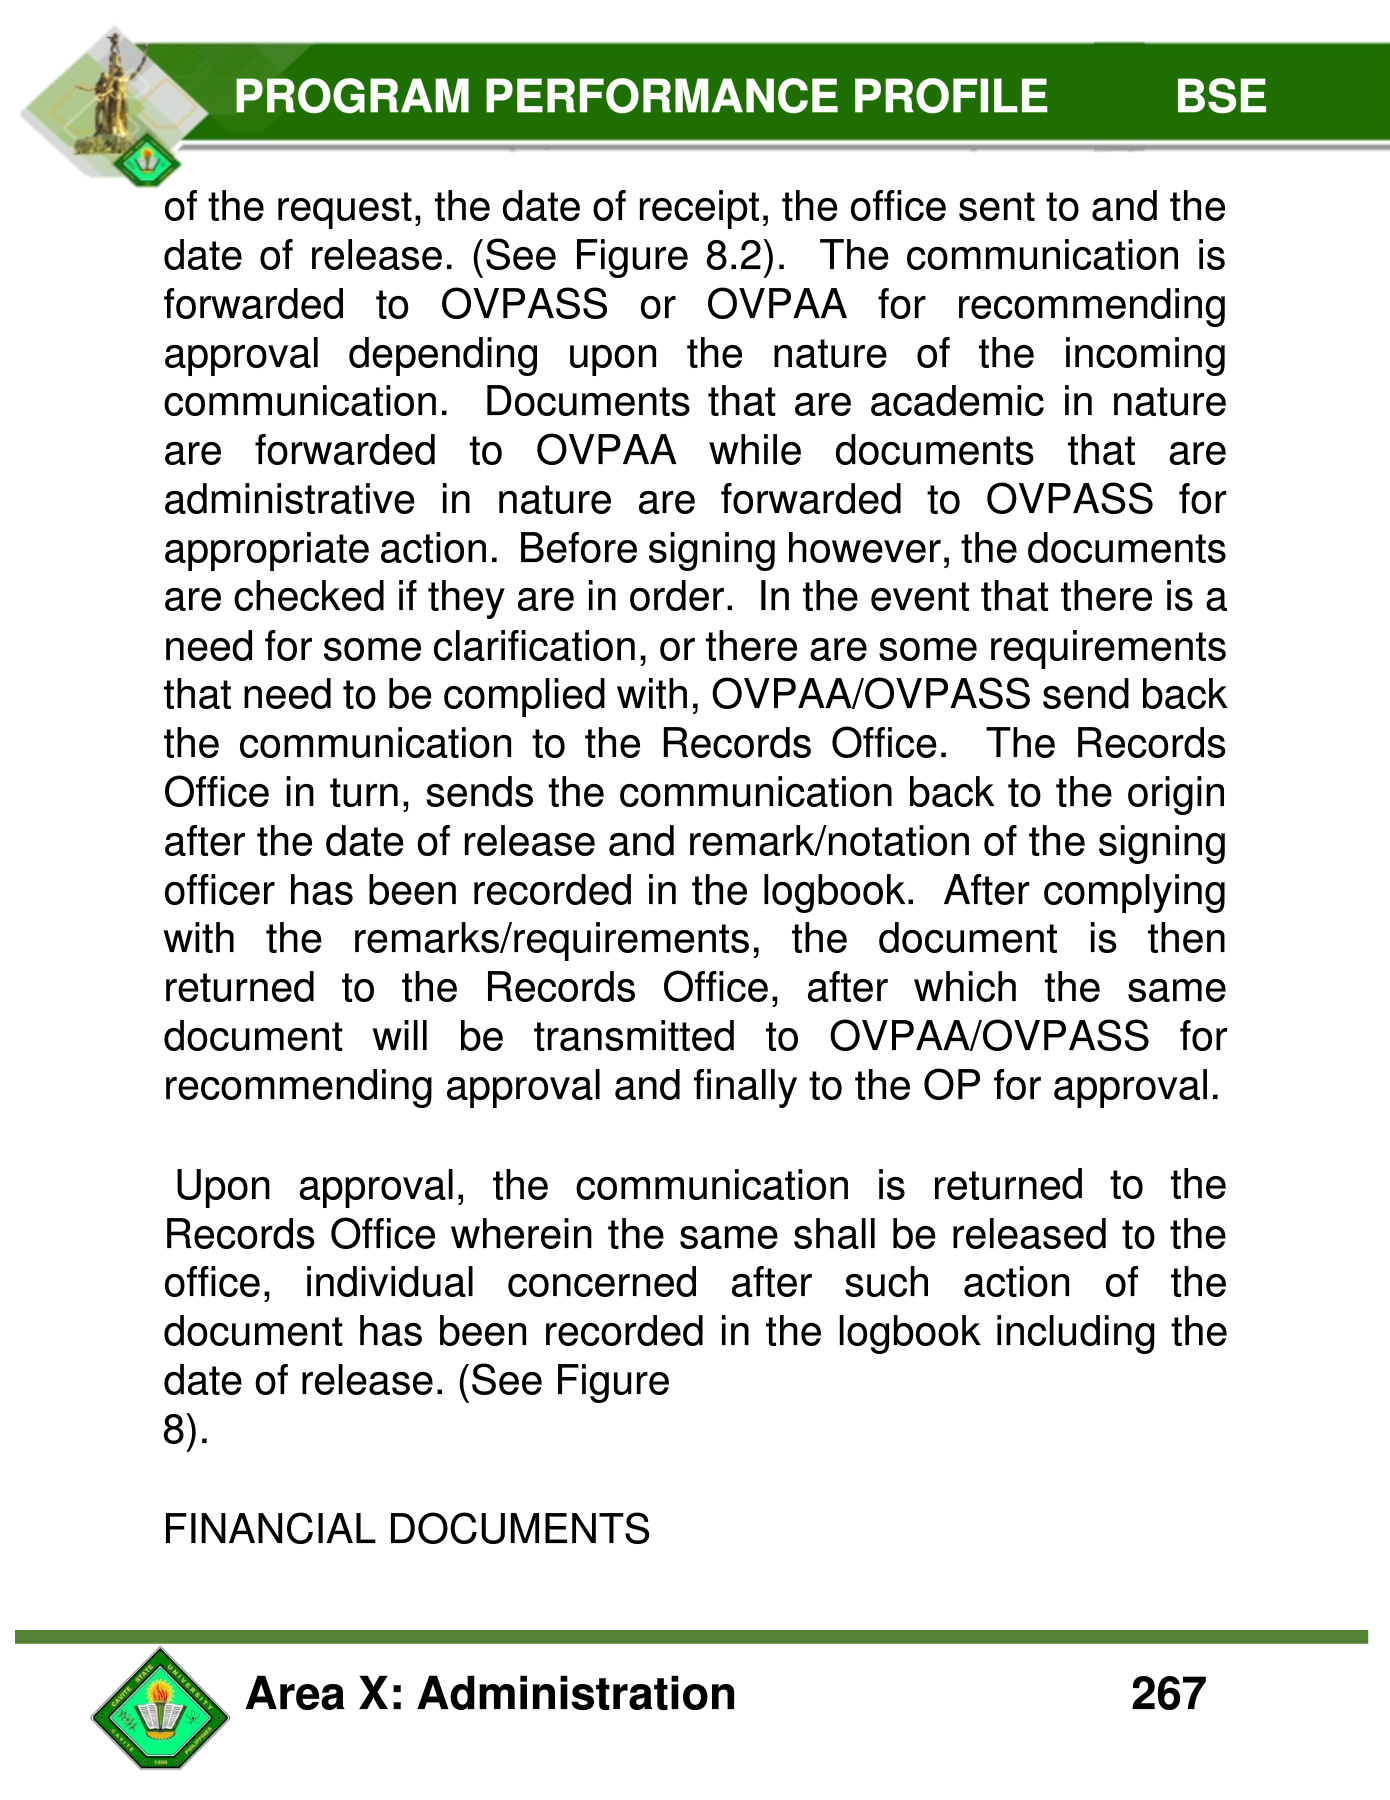 PROGRAM PERFORMANCE PROFILE BSE
of the request, the date of receipt, the office sent to and the
date of release. (See Figure 8.2). The communication is
forwarded to OVPASS or OVPAA for recommending
approval depending upon the nature of the incoming
communication. Documents that are academic in nature
are forwarded to OVPAA while documents that are
administrative in nature are forwarded to OVPASS for
appropriate action. Before signing however, the documents
are checked if they are in order. In the event that there is a
need for some clarification, or there are some requirements
that need to be complied with, OVPAA/OVPASS send back
the communication to the Records Office. The Records
Office in turn, sends the communication back to the origin
after the date of release and remark/notation of the signing
officer has been recorded in the logbook. After complying
with the remarks/requirements, the document is then
returned to the Records Office, after which the same
document will be transmitted to OVPAA/OVPASS for
recommending approval and finally to the OP for approval.
Upon approval, the communication is returned to the
Records Office wherein the same shall be released to the
office, individual concerned after such action of the
document has been recorded in the logbook including the
date of release. (See Figure
8).
FINANCIAL DOCUMENTS
CAVITE STATE UNIVERSITY
CAVITE PHILIPPINES
1906
Area X: Administration 267